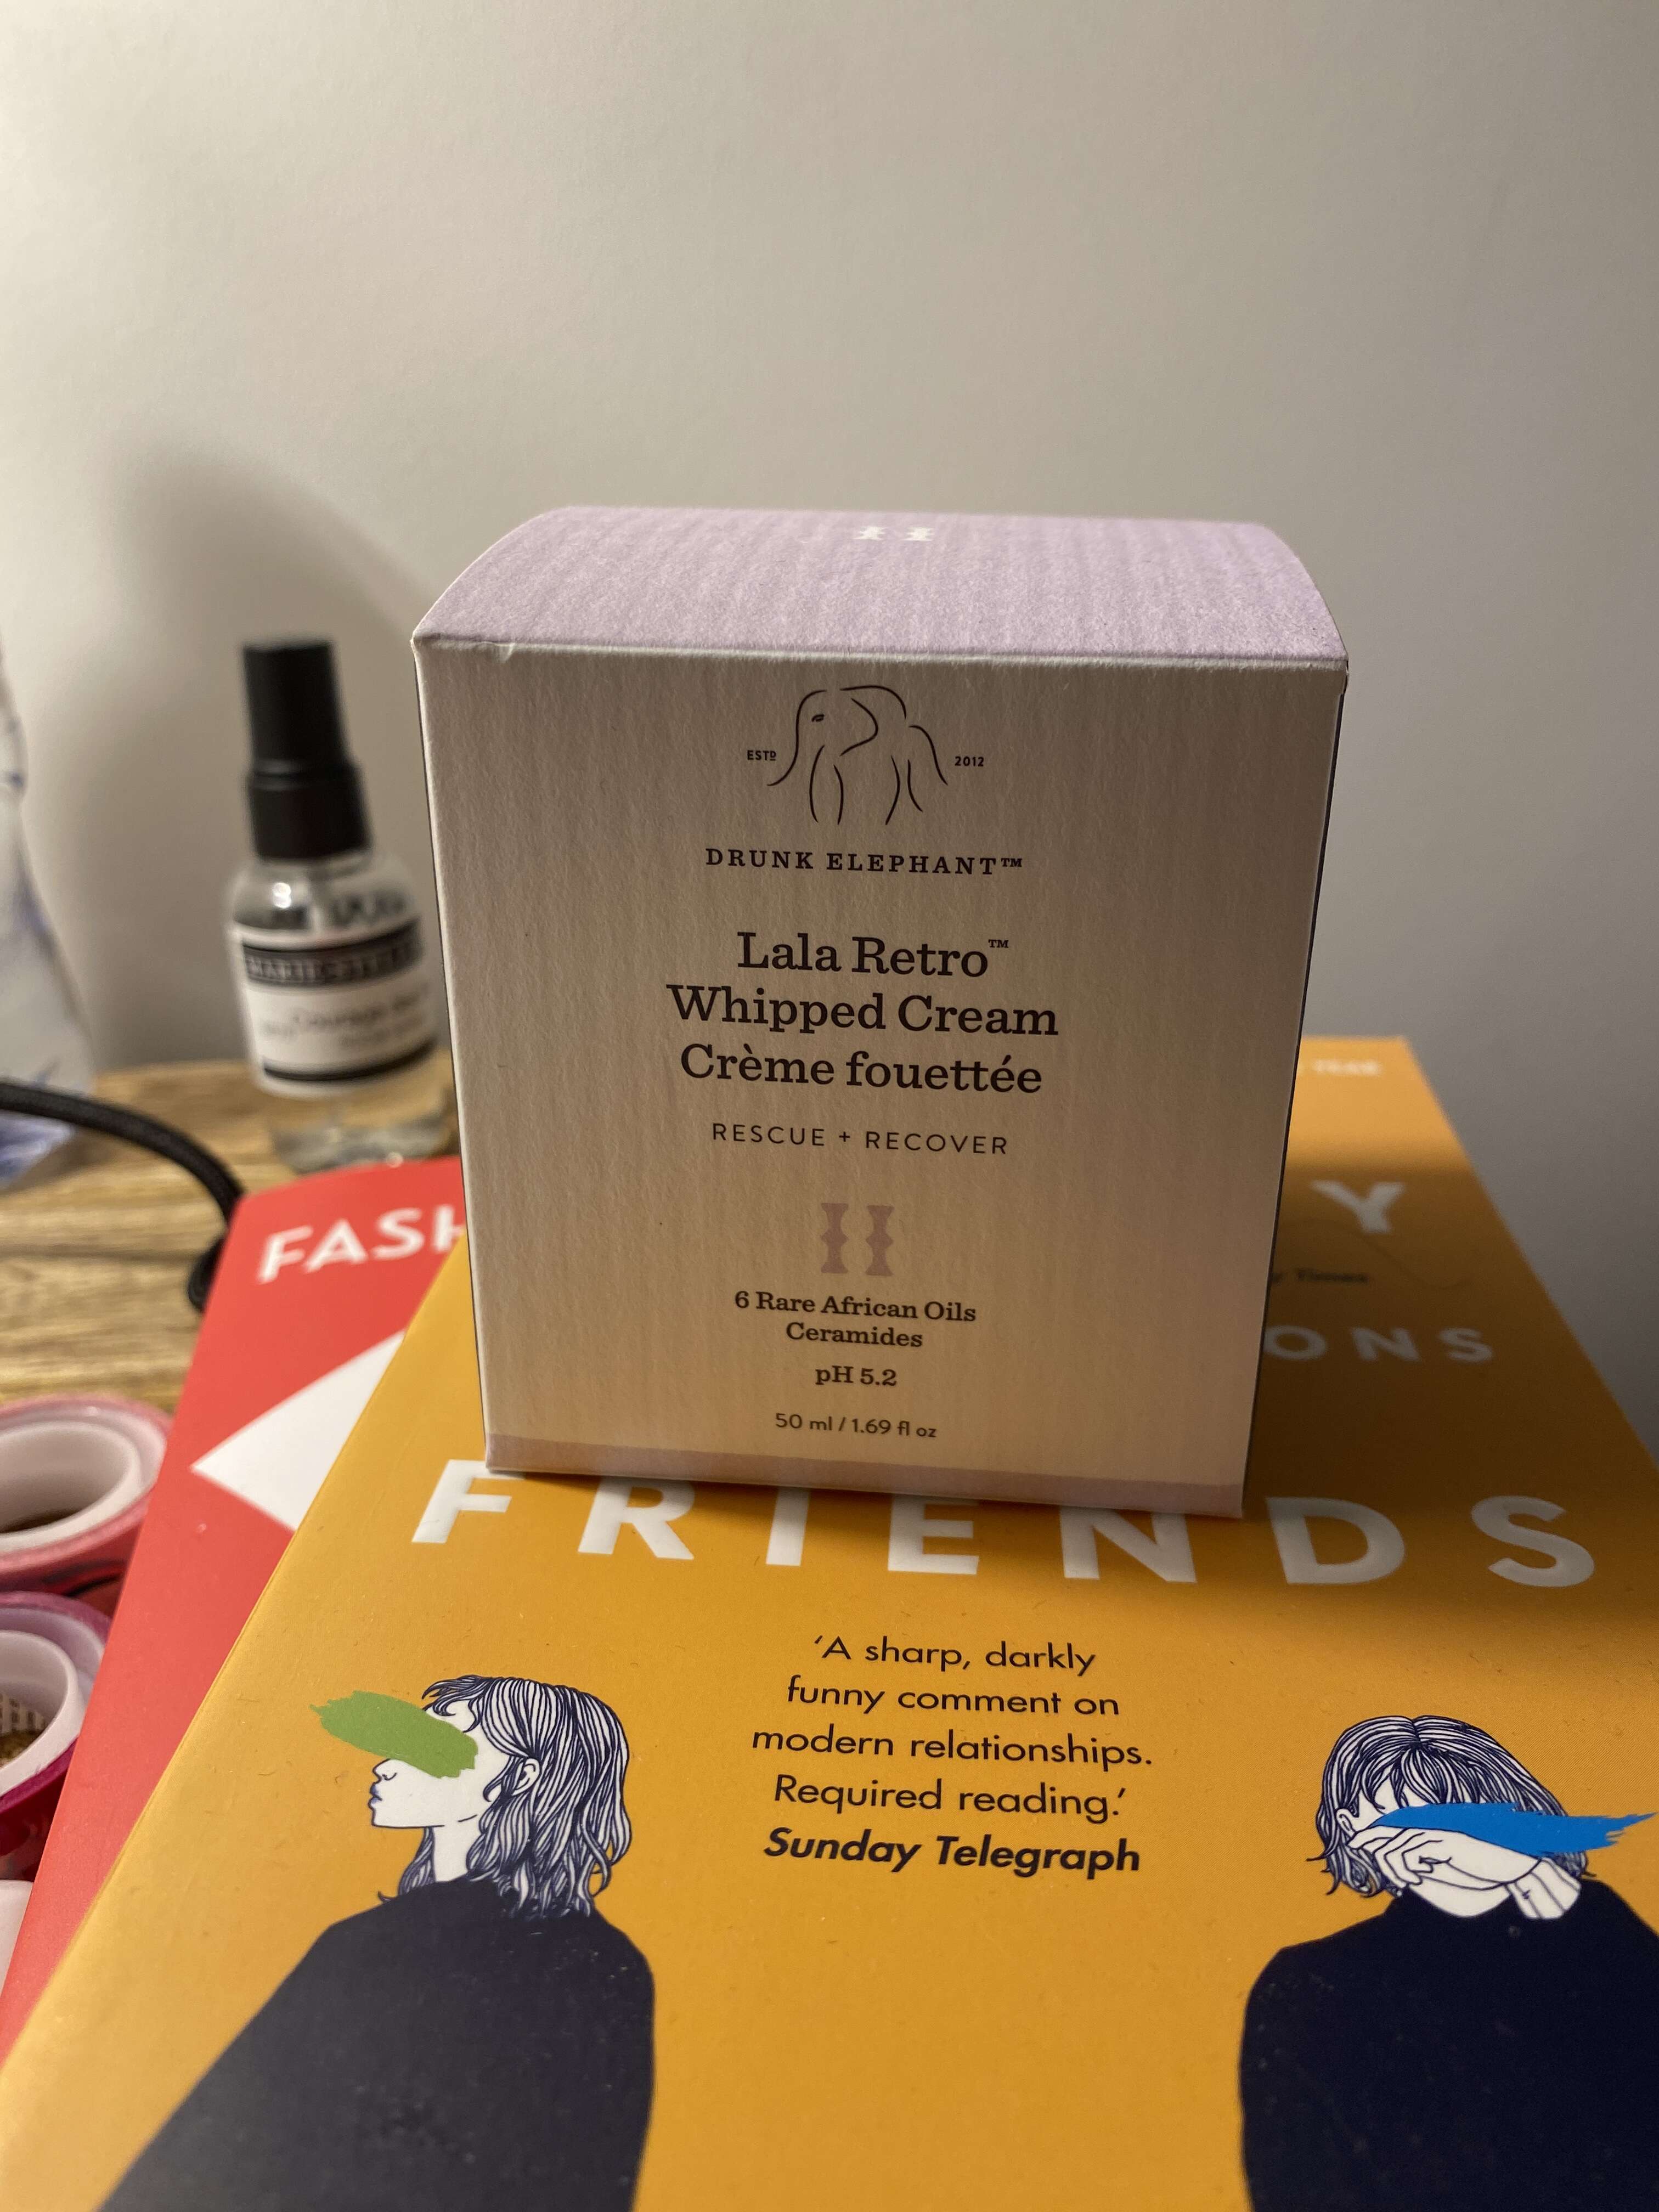 ESTD 2012
DRUNK ELEPHANT™
Lala Retro™
Whipped Cream
Crème fouettée
RESCUE + RECOVER
6 Rare African Oils
Ceramides
pH 5.2
50 ml / 1.69 fl oz
FASH
YEAR
Y
Times
ONS
FRIENDS
‘A sharp, darkly
funny comment on
modern relationships.
Required reading.’
Sunday Telegraph